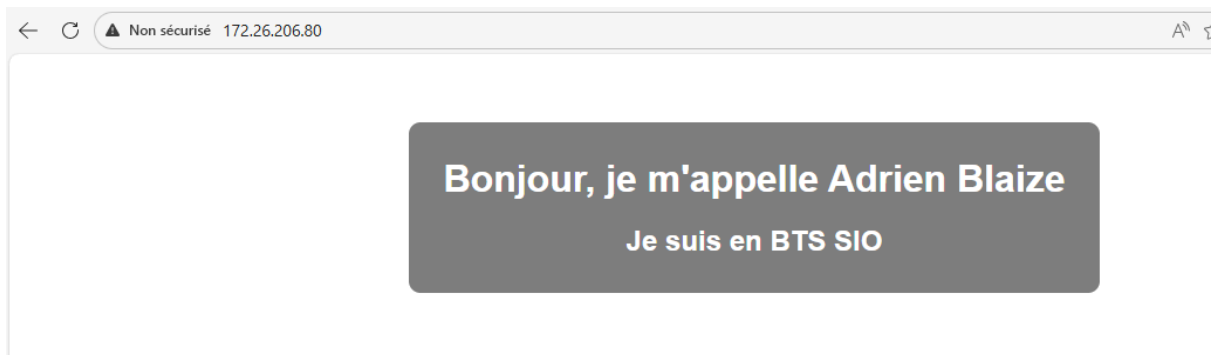 Non sécurisé 172.26.206.80
Bonjour, je m'appelle Adrien Blaize
Je suis en BTS SIO